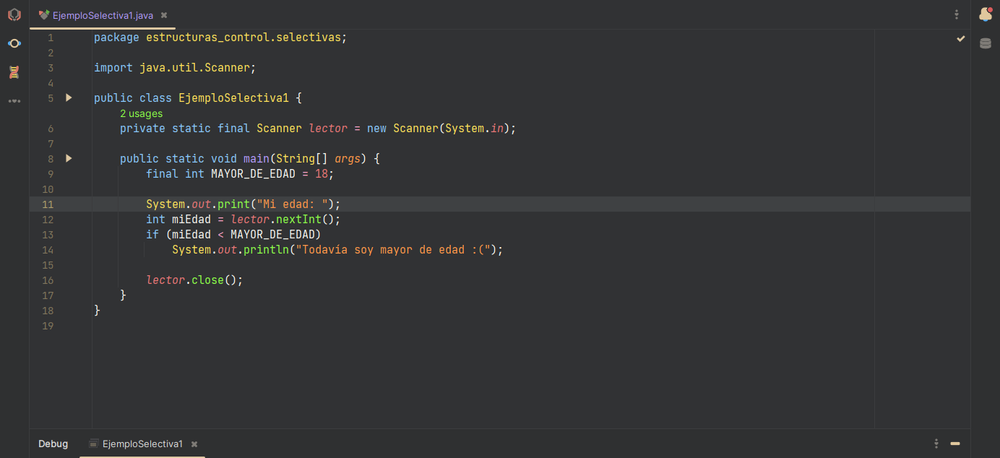 EjemploSelectiva1.java
1 package estructuras_control.selectivas;
2
3 import java.util.Scanner;
4
5 public class EjemploSelectiva1 {
2 usages
6 private static final Scanner lector = new Scanner(System.in);
7
8 public static void main(String[] args) {
9 final int MAYOR_DE_EDAD = 18;
10
11 System.out.print("Mi edad: ");
12 int miEdad = lector.nextInt();
13 if (miEdad < MAYOR_DE_EDAD)
14 System.out.println("Todavía soy mayor de edad :(");
15
16 lector.close();
17 }
18 }
19
Debug EjemploSelectiva1